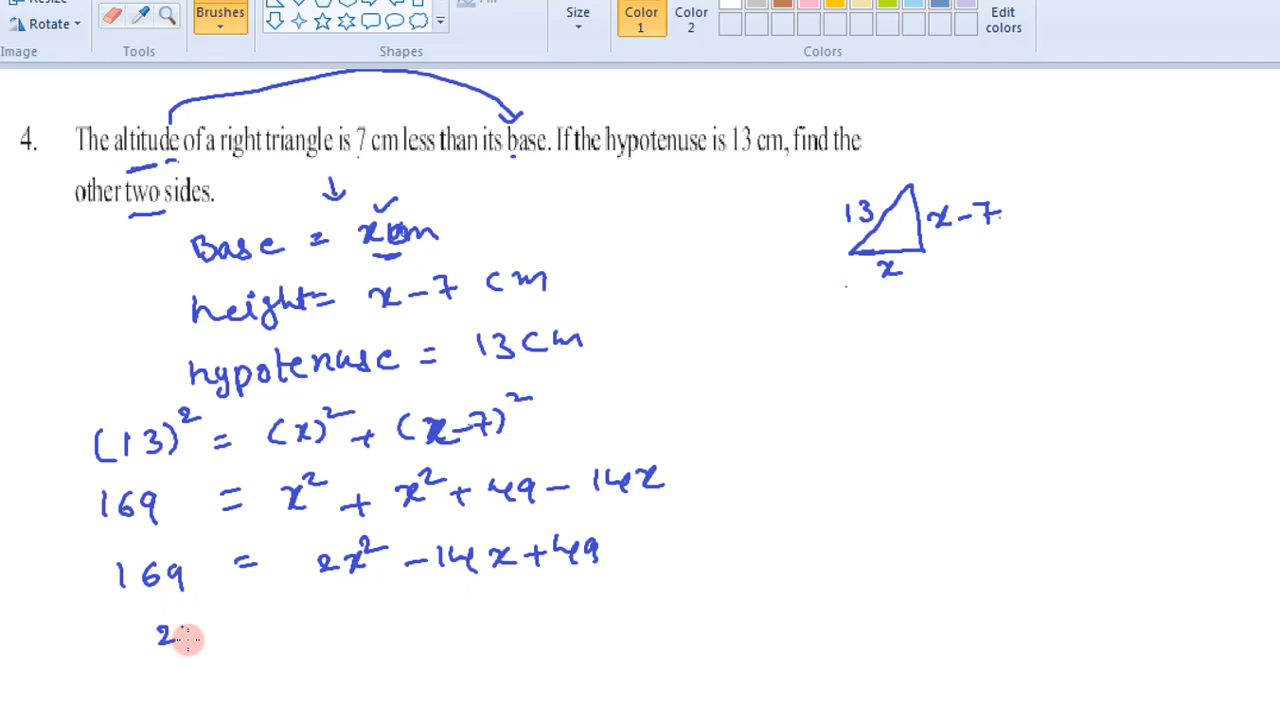 Resize
Rotate
Brushes
Fill
Size
Color 1
Color 2
Edit colors
Image
Tools
Shapes
Colors
4. The altitude of a right triangle is 7 cm less than its base. If the hypotenuse is 13 cm, find the
other two sides.
13 x-7
x
Base = x cm
height = x-7 cm
hypotenuse = 13 cm
(13)² = (x)² + (x-7)²
169 = x² + x² + 49 - 14x
169 = 2x² - 14x + 49
2